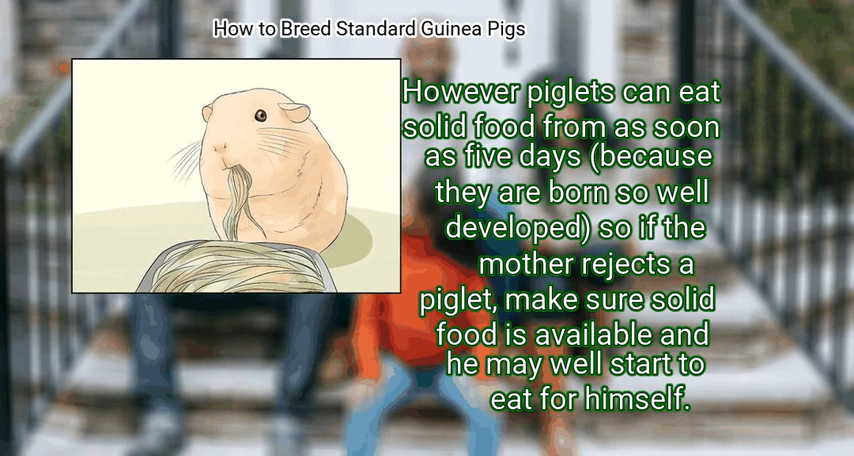 How to Breed Standard Guinea Pigs
However piglets can eat
solid food from as soon
as five days (because
they are born so well
developed) so if the
mother rejects a
piglet, make sure solid
food is available and
he may well start to
eat for himself.